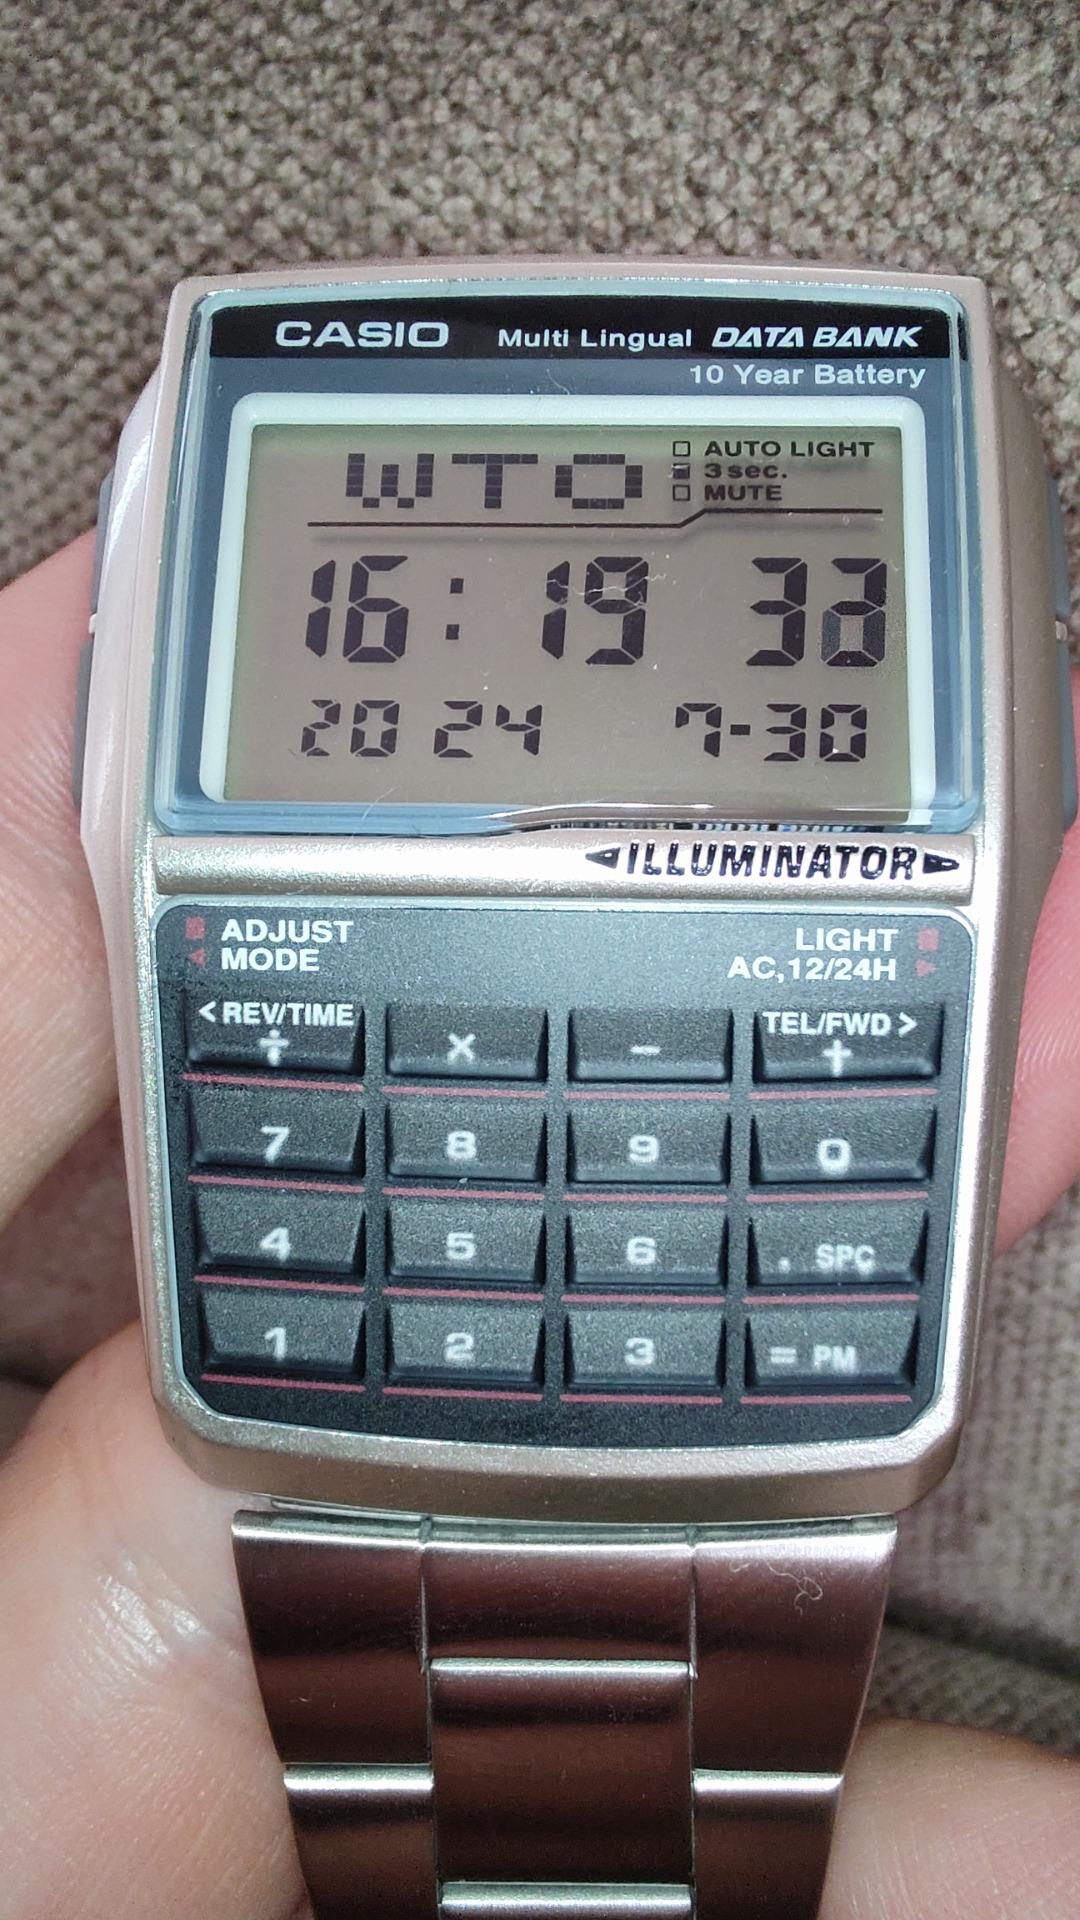 CASIO Multi Lingual DATA BANK
10 Year Battery
WTO
AUTO LIGHT
3 sec.
MUTE
16:19
2024 7-30
ILLUMINATOR
ADJUST LIGHT
MODE AC,12/24H
<REV/TIME TEL/FWD>
÷ × - +
7 8 9 0
4 5 6 . SPC
1 2 3 = PM